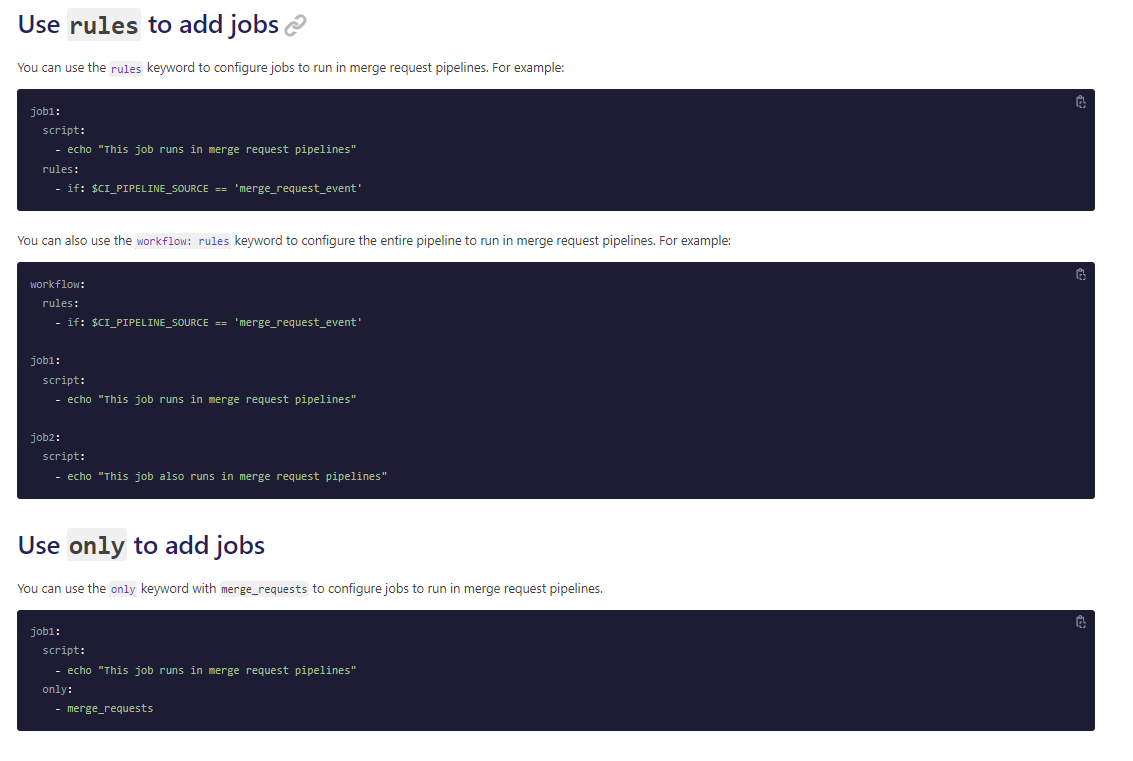 Use rules to add jobs
You can use the rules keyword to configure jobs to run in merge request pipelines. For example:
job1:
  script:
    - echo "This job runs in merge request pipelines"
  rules:
    - if: $CI_PIPELINE_SOURCE == 'merge_request_event'
You can also use the workflow: rules keyword to configure the entire pipeline to run in merge request pipelines. For example:
workflow:
  rules:
    - if: $CI_PIPELINE_SOURCE == 'merge_request_event'
job1:
  script:
    - echo "This job runs in merge request pipelines"
job2:
  script:
    - echo "This job also runs in merge request pipelines"
Use only to add jobs
You can use the only keyword with merge_requests to configure jobs to run in merge request pipelines.
job1:
  script:
    - echo "This job runs in merge request pipelines"
  only:
    - merge_requests